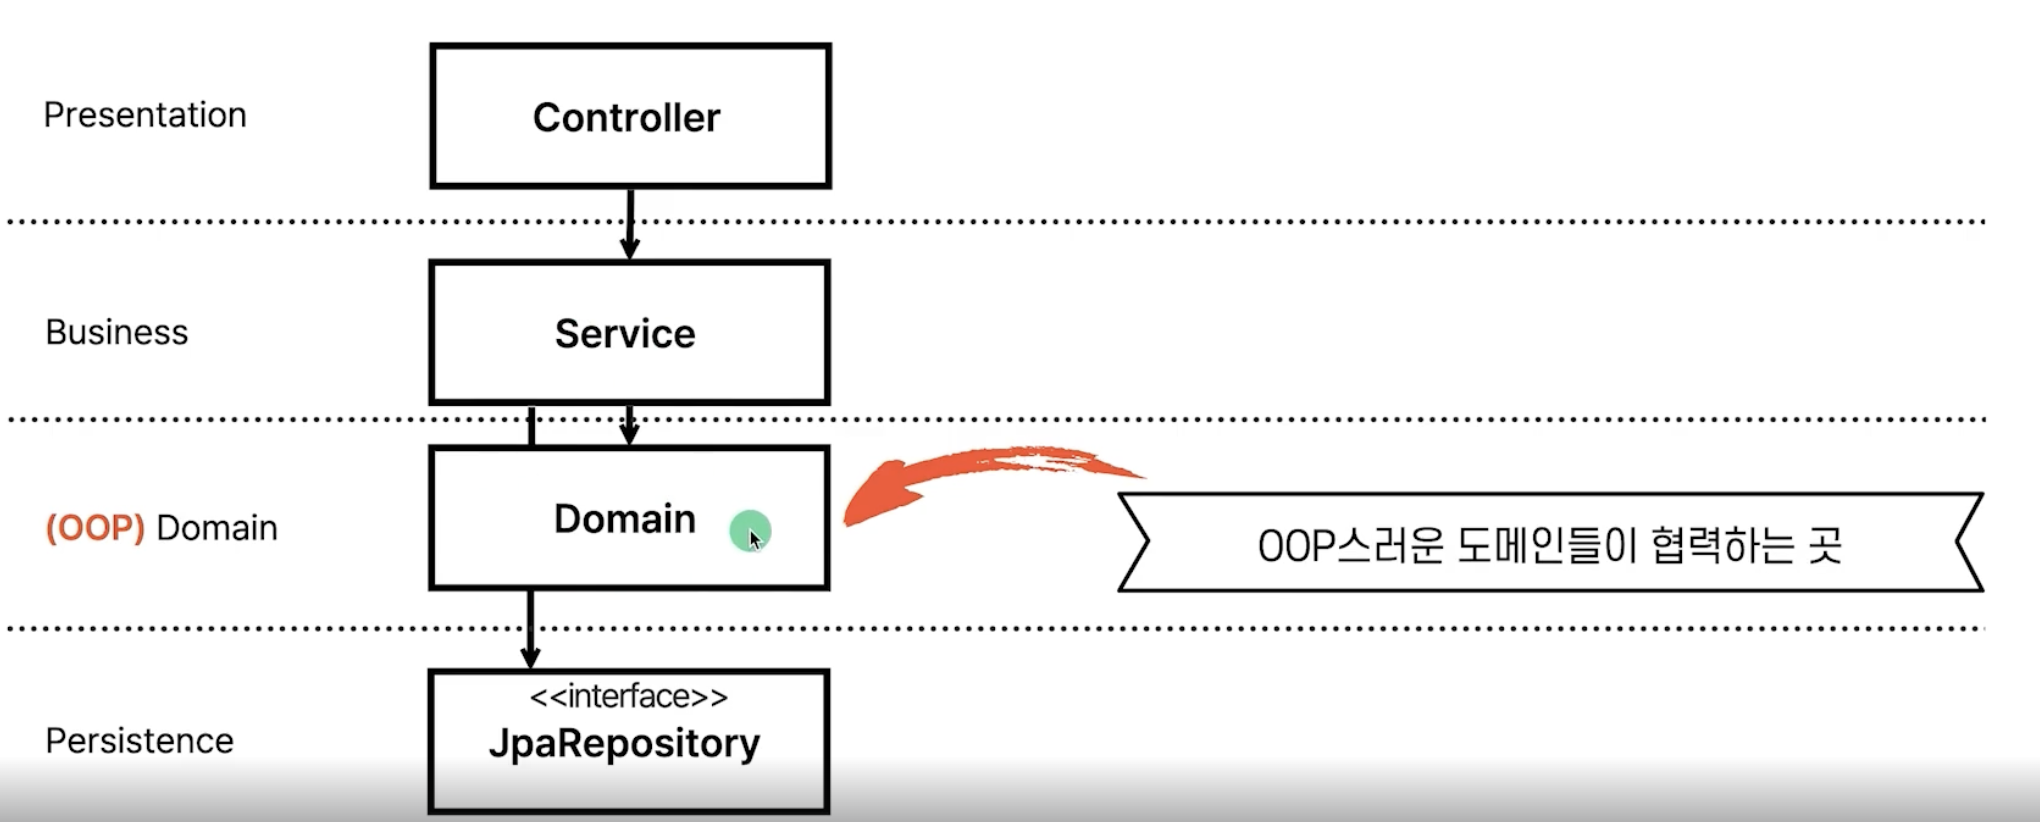 Presentation
Controller
Business
Service
(OOP) Domain
Domain
OOP스러운 도메인들이 협력하는 곳
Persistence
<<interface>>
JpaRepository